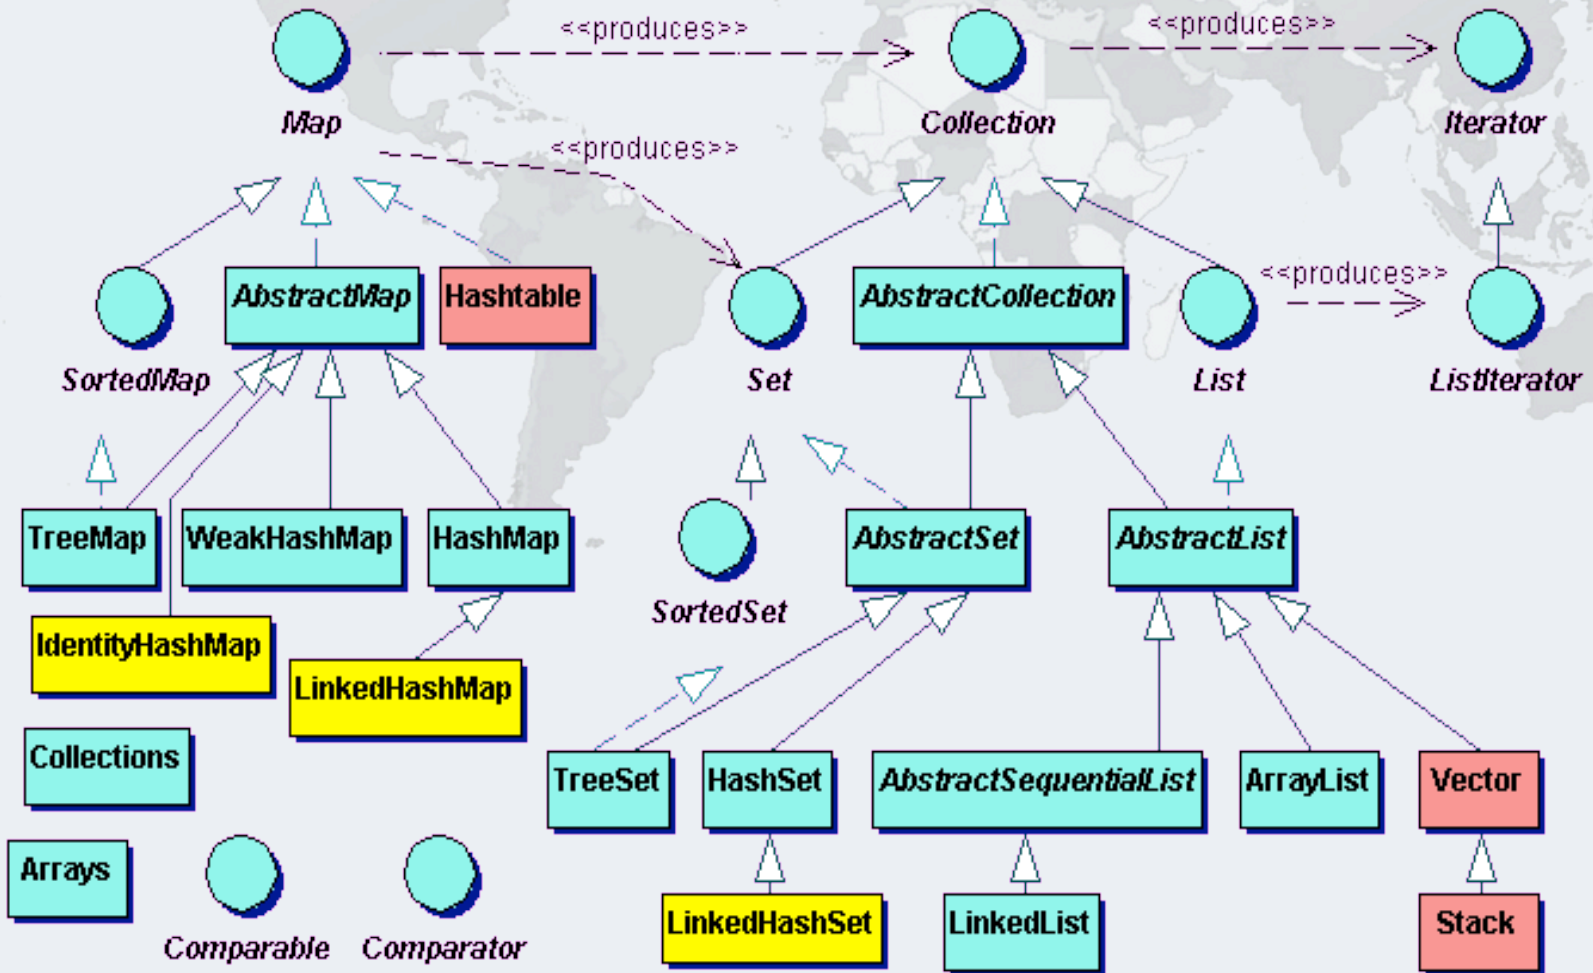 <<produces>>
<<produces>>
Map
Collection
Iterator
<<produces>>
AbstractMap
Hashtable
AbstractCollection
<<produces>>
SortedMap
Set
List
ListIterator
TreeMap
WeakHashMap
HashMap
AbstractSet
AbstractList
SortedSet
IdentityHashMap
LinkedHashMap
Collections
TreeSet
HashSet
AbstractSequentialList
ArrayList
Vector
Arrays
Comparable
Comparator
LinkedHashSet
LinkedList
Stack